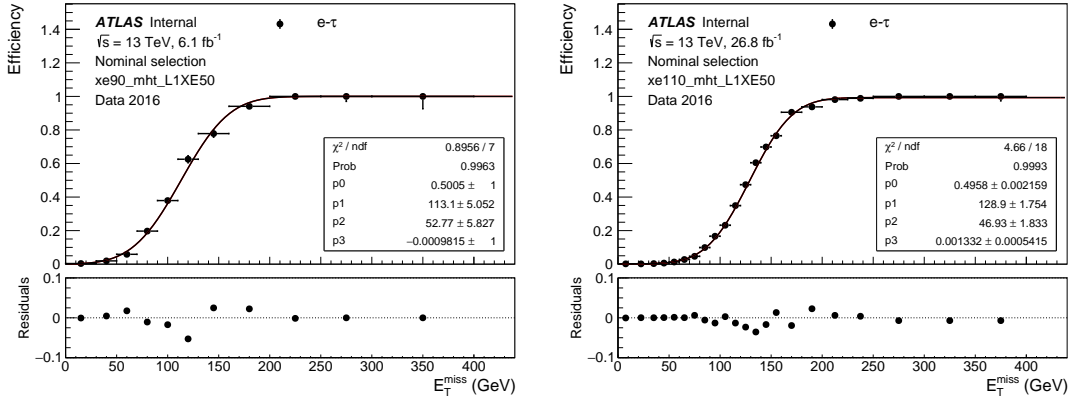 ATLAS Internal
e-τ
√s = 13 TeV, 6.1 fb⁻¹
Nominal selection
xe90_mht_L1XE50
Data 2016
Efficiency
1.4
1.2
1
0.8
0.6
0.4
0.2
0
χ² / ndf 0.8956 / 7
Prob 0.9963
p0 0.5005 ± 1
p1 113.1 ± 5.052
p2 52.77 ± 5.827
p3 −0.0009815 ± 1
Residuals
0.1
0
−0.1
0 50 100 150 200 250 300 350 400
E_T^miss (GeV)
ATLAS Internal
e-τ
√s = 13 TeV, 26.8 fb⁻¹
Nominal selection
xe110_mht_L1XE50
Data 2016
Efficiency
1.4
1.2
1
0.8
0.6
0.4
0.2
0
χ² / ndf 4.66 / 18
Prob 0.9993
p0 0.4958 ± 0.002159
p1 128.9 ± 1.754
p2 46.93 ± 1.833
p3 0.001332 ± 0.0005415
Residuals
0.1
0
−0.1
0 50 100 150 200 250 300 350 400
E_T^miss (GeV)